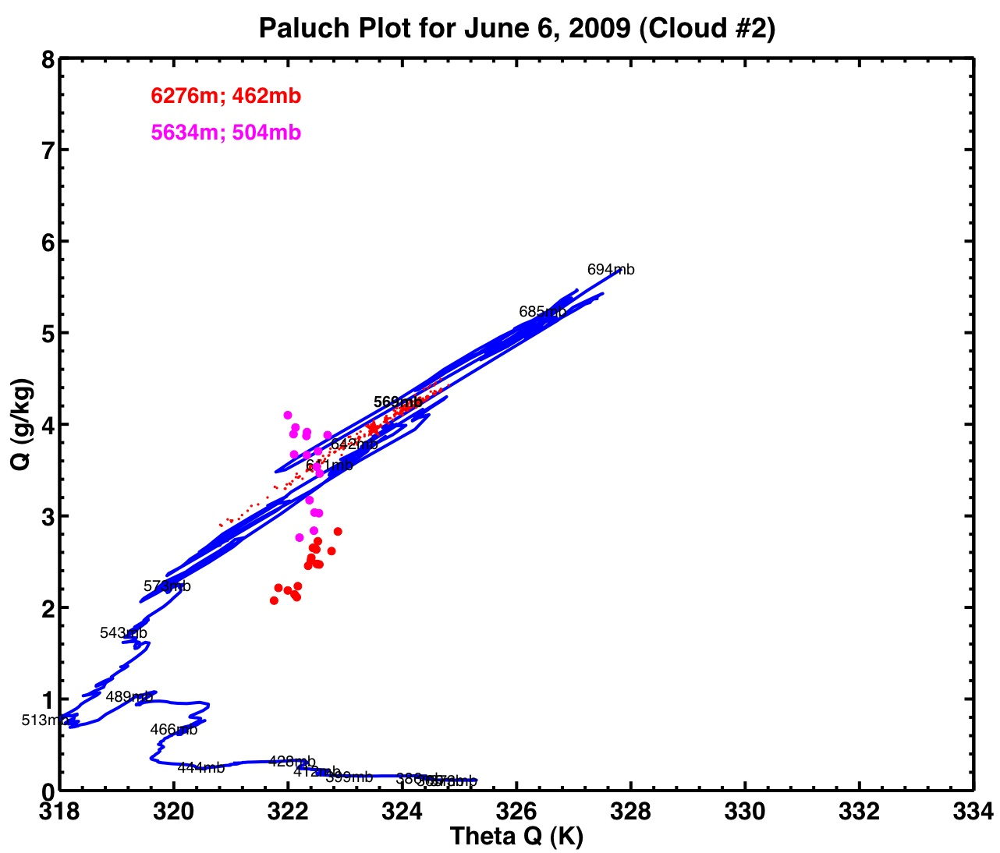 Paluch Plot for June 6, 2009 (Cloud #2)
8
6276m; 462mb
5634m; 504mb
7
6
694mb
685mb
5
569mb
4
642mb
611mb
Q (g/kg)
3
573mb
2
543mb
1
489mb
513mb
466mb
428mb
444mb
412mb
399mb
386mb
0
318 320 322 324 326 328 330 332 334
Theta Q (K)